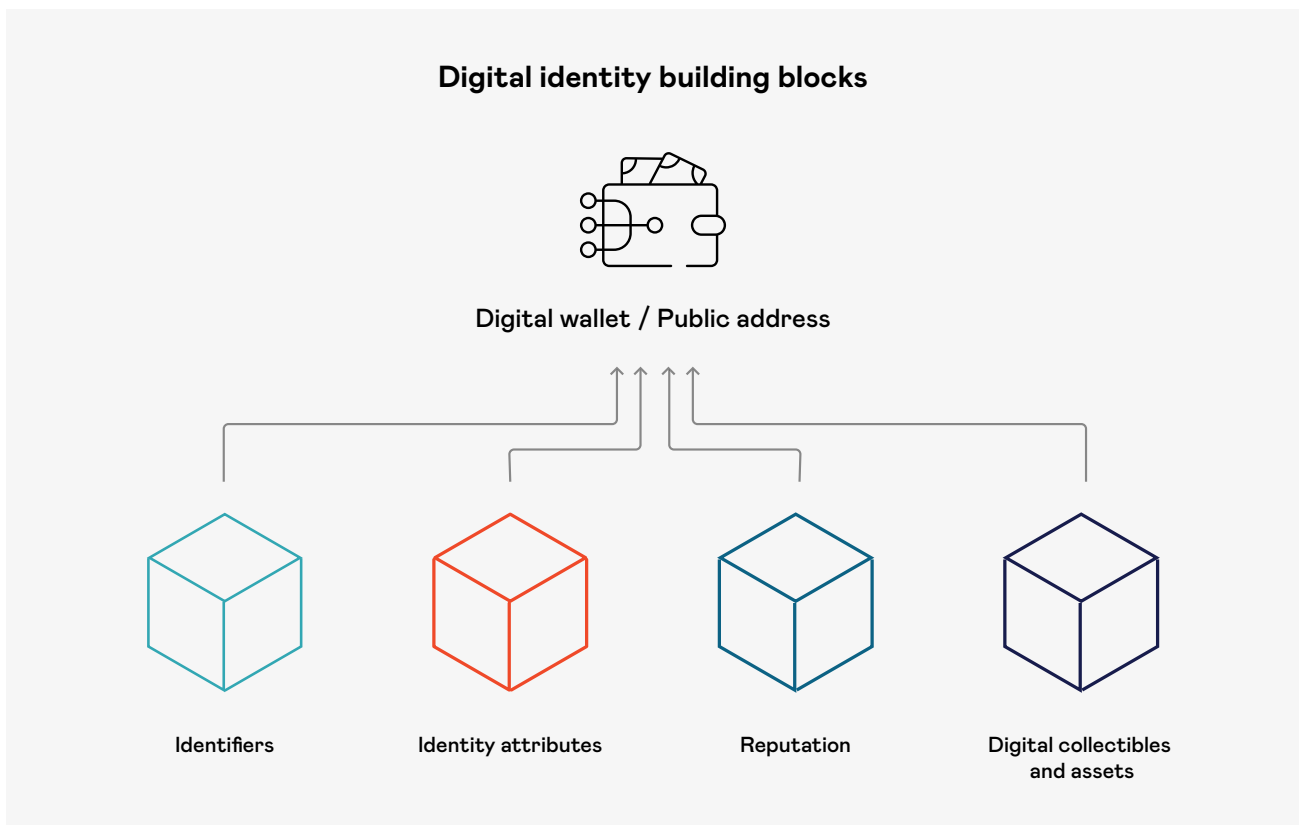 Digital identity building blocks
Digital wallet / Public address
Identifiers
Identity attributes
Reputation
Digital collectibles
and assets